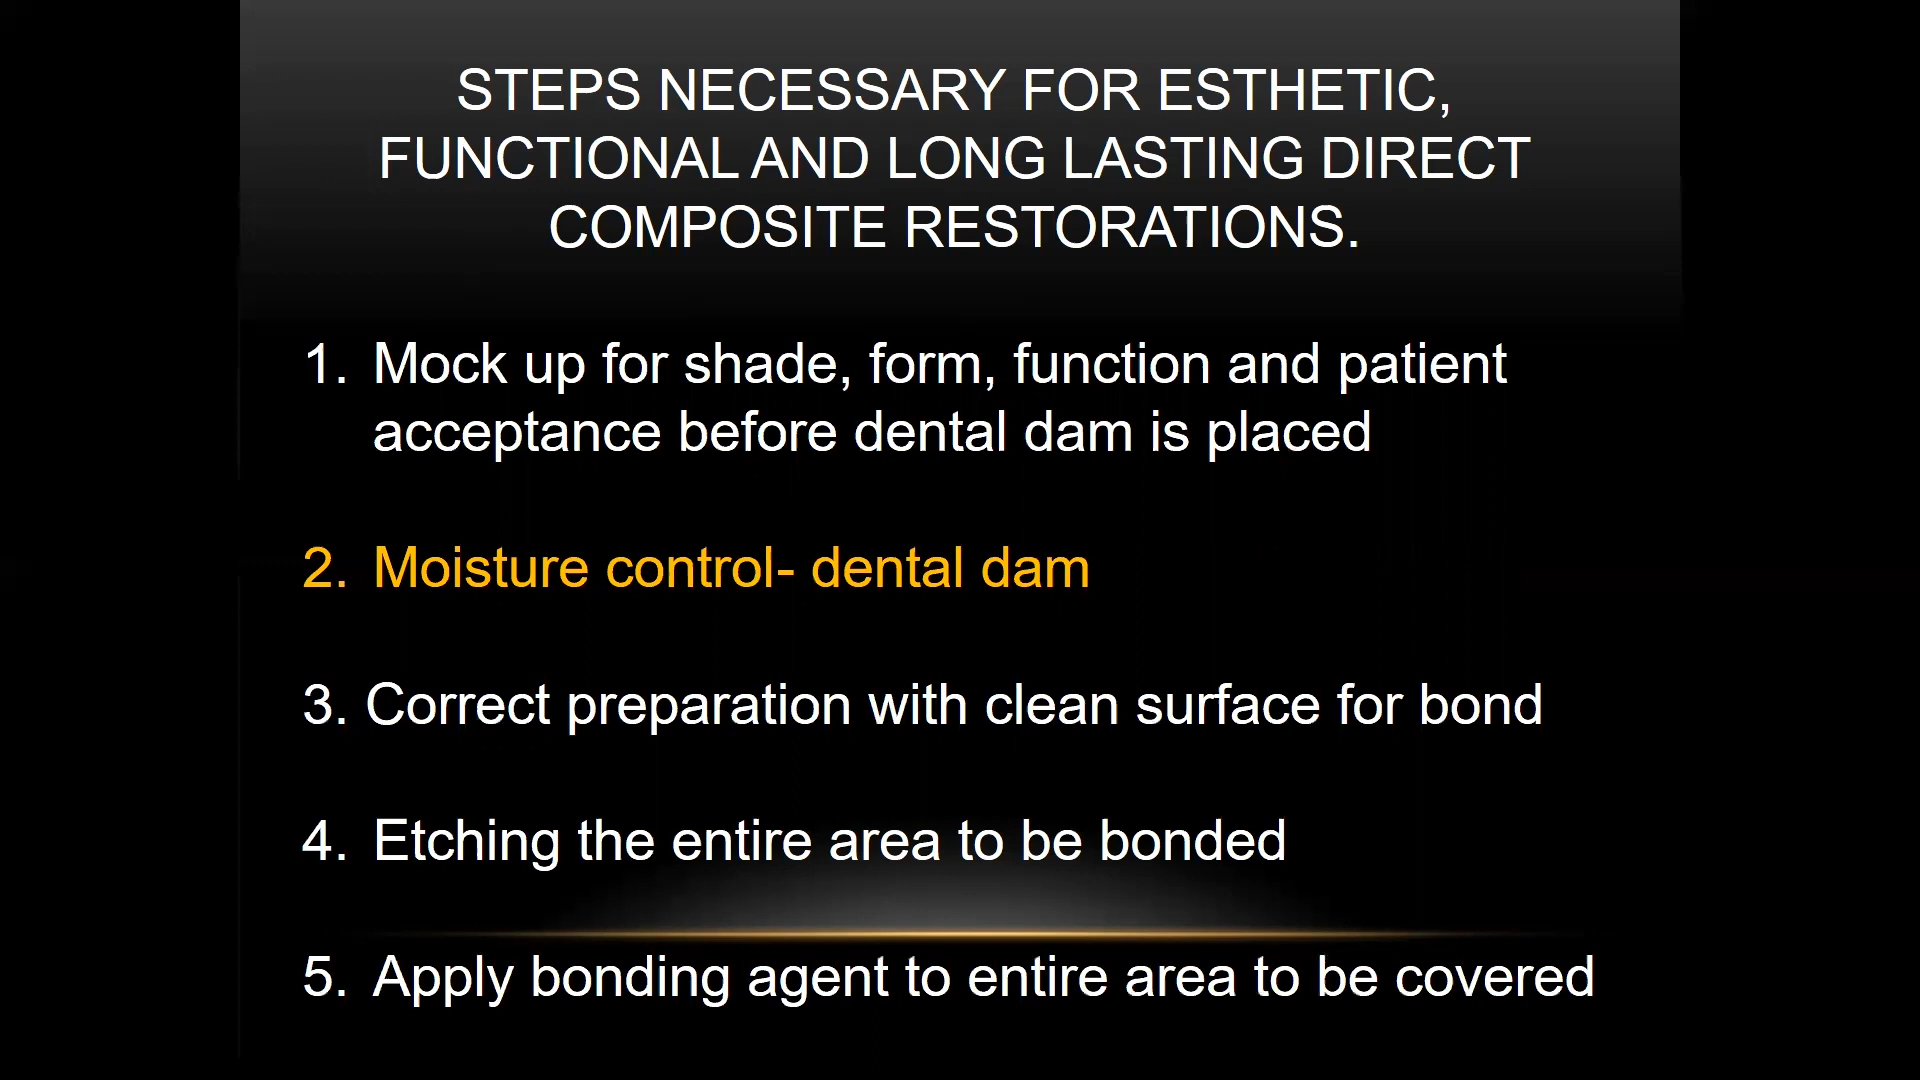 STEPS NECESSARY FOR ESTHETIC,
FUNCTIONAL AND LONG LASTING DIRECT
COMPOSITE RESTORATIONS.
1. Mock up for shade, form, function and patient
acceptance before dental dam is placed
2. Moisture control- dental dam
3. Correct preparation with clean surface for bond
4. Etching the entire area to be bonded
5. Apply bonding agent to entire area to be covered